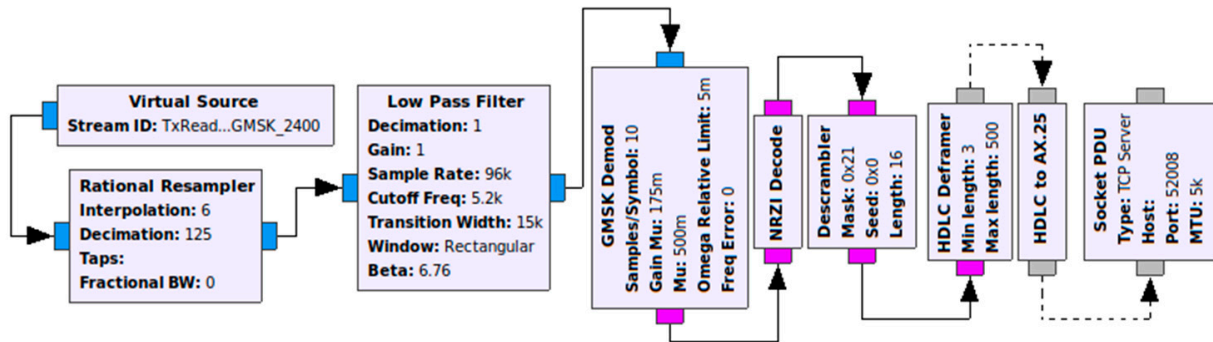 Virtual Source
Stream ID: TxRead...GMSK_2400
Rational Resampler
Interpolation: 6
Decimation: 125
Taps:
Fractional BW: 0
Low Pass Filter
Decimation: 1
Gain: 1
Sample Rate: 96k
Cutoff Freq: 5.2k
Transition Width: 15k
Window: Rectangular
Beta: 6.76
GMSK Demod
Samples/Symbol: 10
Gain Mu: 175m
Mu: 500m
Omega Relative Limit: 5m
Freq Error: 0
NRZI Decode
Descrambler
Mask: 0x21
Seed: 0x0
Length: 16
HDLC Deframer
Min length: 3
Max length: 500
HDLC to AX.25
Socket PDU
Type: TCP Server
Host:
Port: 52008
MTU: 5k